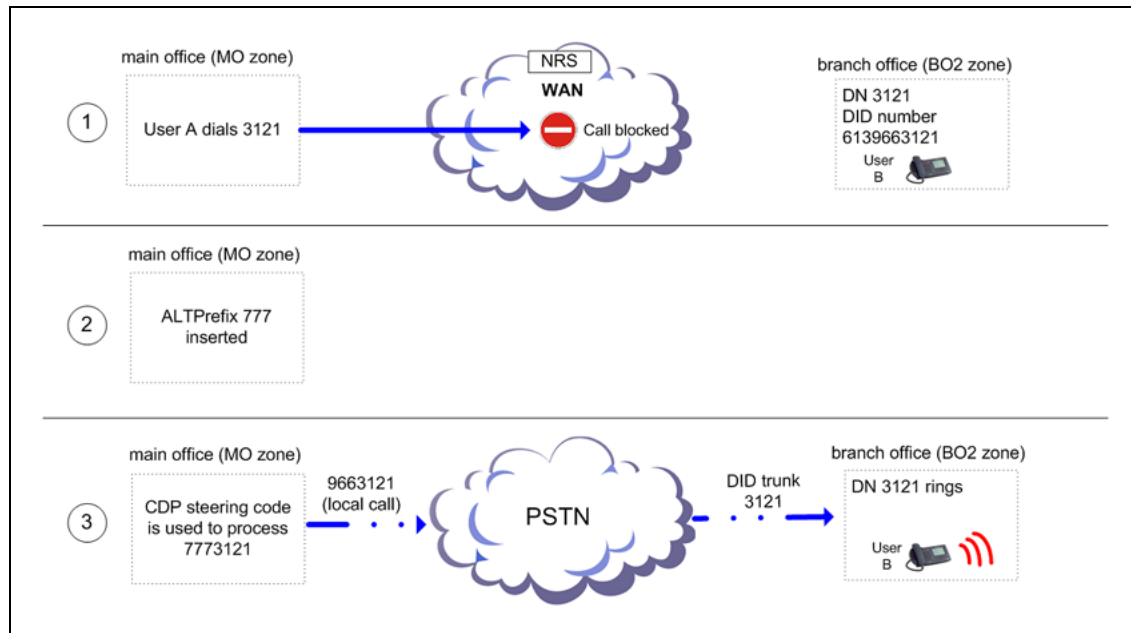 main office (MO zone)
NRS
WAN
branch office (BO2 zone)
1
User A dials 3121
Call blocked
DN 3121
DID number
6139663121
User
B
main office (MO zone)
2
ALTPrefix 777
inserted
main office (MO zone)
branch office (BO2 zone)
3
CDP steering code
is used to process
7773121
9663121
(local call)
PSTN
DID trunk
3121
DN 3121 rings
User
B